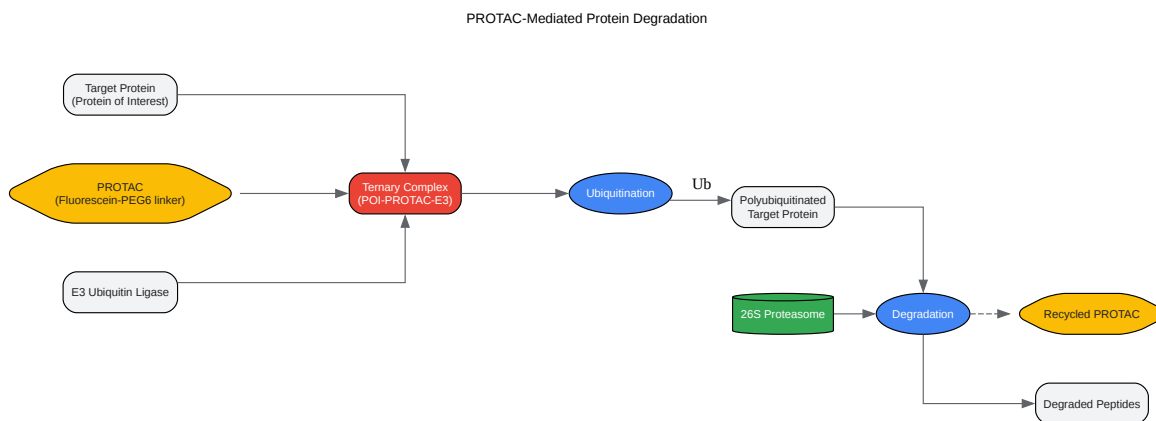 PROTAC-Mediated Protein Degradation
Target Protein
(Protein of Interest)
PROTAC
(Fluorescein-PEG6 linker)
E3 Ubiquitin Ligase
Ternary Complex
(POI-PROTAC-E3)
Ubiquitination
Ub
Polyubiquitinated
Target Protein
26S Proteasome
Degradation
Recycled PROTAC
Degraded Peptides